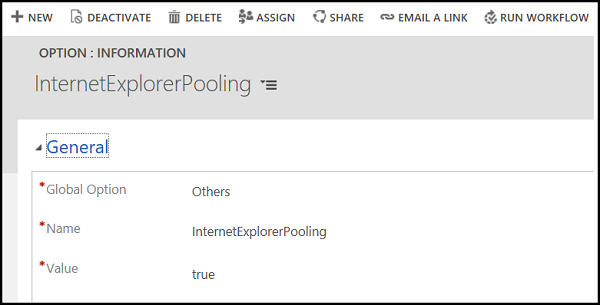 NEW DEACTIVATE DELETE ASSIGN SHARE EMAIL A LINK RUN WORKFLOW
OPTION : INFORMATION
InternetExplorerPooling
General
*Global Option Others
*Name InternetExplorerPooling
*Value true